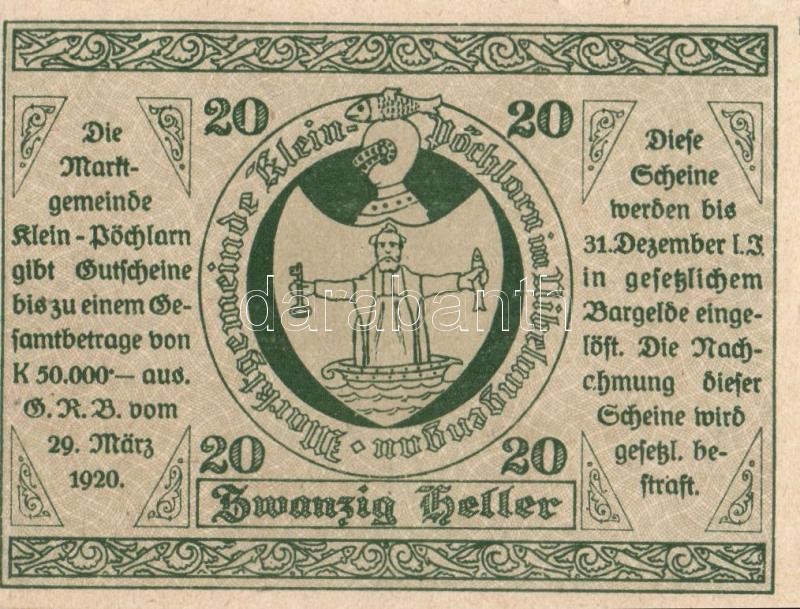 20
20
Die
Markt-
gemeinde
Klein-Pöchlarn
gibt Gutscheine
bis zu einem Ge-
samtbetrage von
K 50.000·— aus.
G. R. B. vom
29. März
1920.
Marktgemeinde Klein-Pöchlarn im Nibelungengau ·
darabanth
Diese
Scheine
werden bis
31. Dezember l. J.
in gesetzlichem
Bargelde einge-
löst. Die Nach-
chmung dieser
Scheine wird
gesetzl. be-
straft.
20
20
Zwanzig Heller